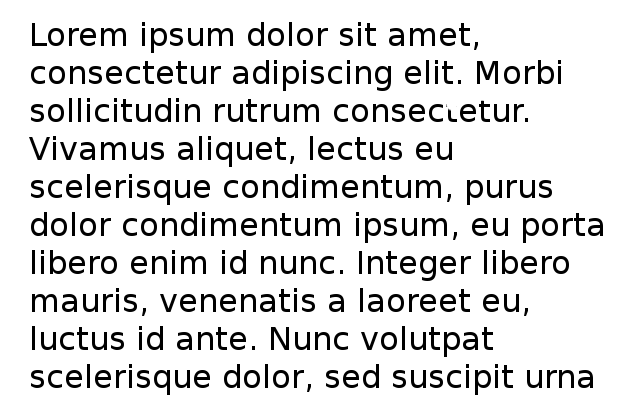 Lorem ipsum dolor sit amet,
consectetur adipiscing elit. Morbi
sollicitudin rutrum consectetur.
Vivamus aliquet, lectus eu
scelerisque condimentum, purus
dolor condimentum ipsum, eu porta
libero enim id nunc. Integer libero
mauris, venenatis a laoreet eu,
luctus id ante. Nunc volutpat
scelerisque dolor, sed suscipit urna